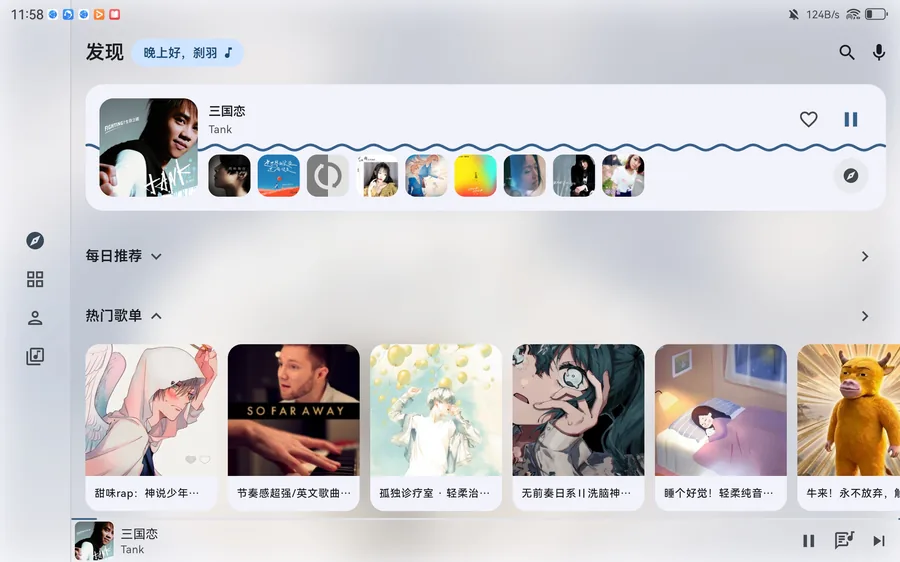 11:58
124B/s
发现
晚上好，刹羽
三国恋
Tank
TANK
每日推荐
热门歌单
SO FAR AWAY
甜味rap：神说少年…
节奏感超强/英文歌曲…
孤独诊疗室 · 轻柔治…
无前奏日系〢洗脑神…
睡个好觉！轻柔纯音…
牛来！永不放弃，
三国恋
Tank